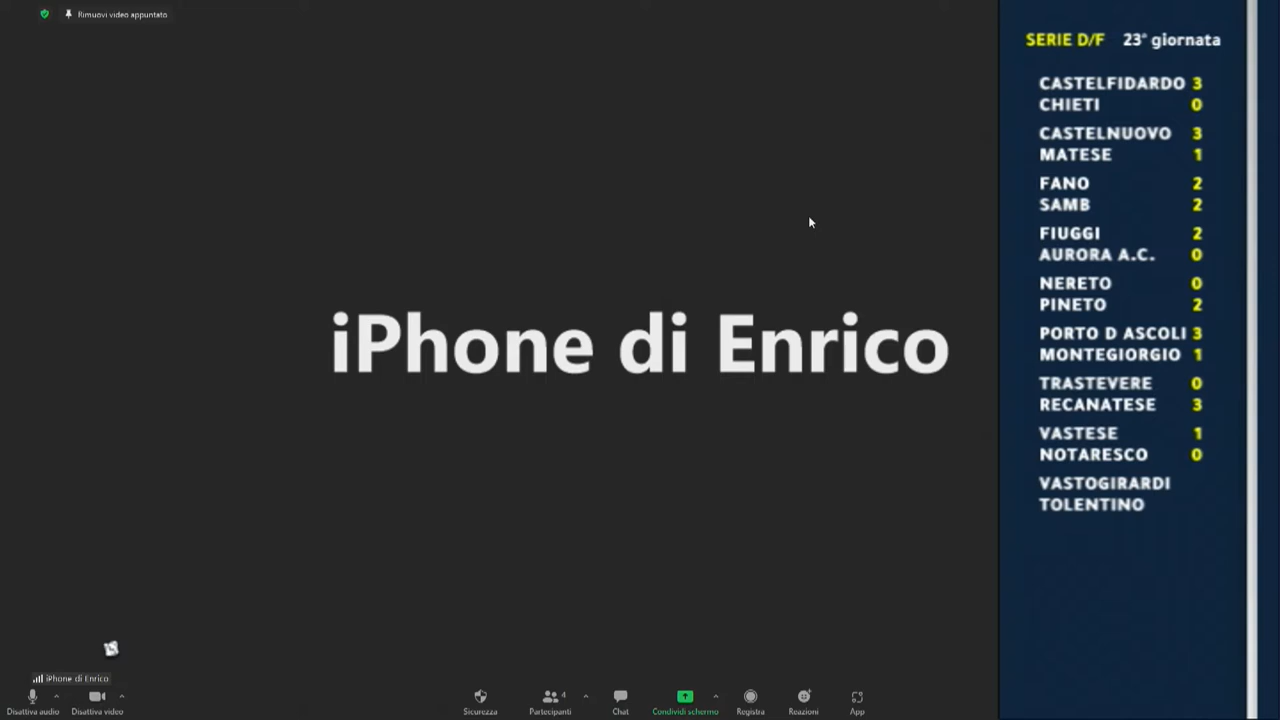 Rimuovi video appuntato
SERIE D/F 23ª giornata
CASTELFIDARDO 3
CHIETI 0
CASTELNUOVO 3
MATESE 1
FANO 2
SAMB 2
FIUGGI 2
AURORA A.C. 0
NERETO 0
PINETO 2
PORTO D ASCOLI 3
MONTEGIORGIO 1
TRASTEVERE 0
RECANATESE 3
VASTESE 1
NOTARESCO 0
VASTOGIRARDI
TOLENTINO
iPhone di Enrico
iPhone di Enrico
Disattiva audio
Disattiva video
Sicurezza
Partecipanti 4
Chat
Condividi schermo
Registra
Reazioni
App